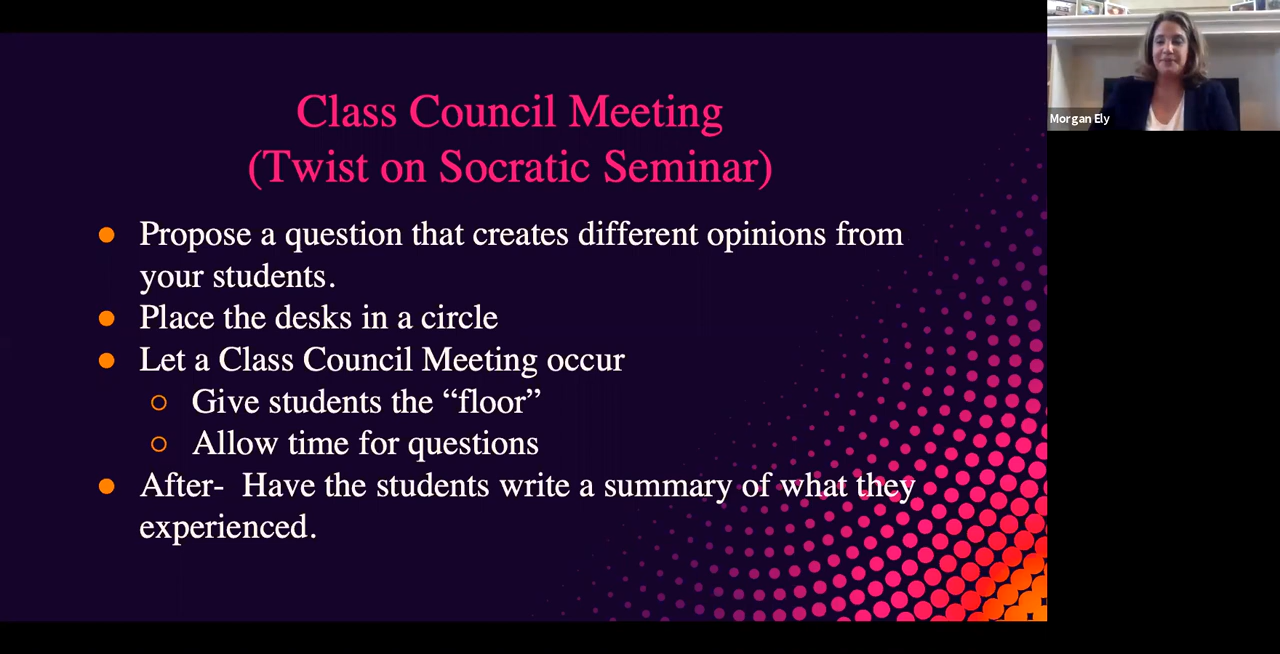 Class Council Meeting
(Twist on Socratic Seminar)
● Propose a question that creates different opinions from
your students.
● Place the desks in a circle
● Let a Class Council Meeting occur
○ Give students the “floor”
○ Allow time for questions
● After-  Have the students write a summary of what they
experienced.
Morgan Ely